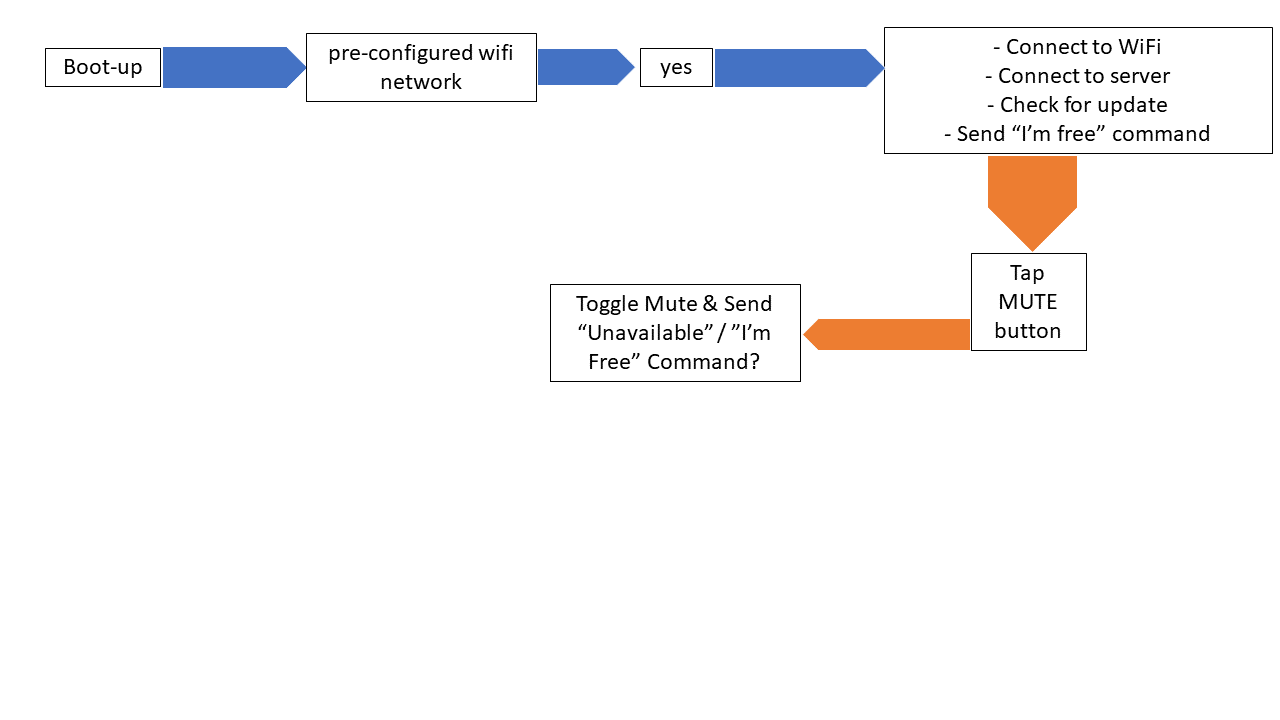 Boot-up
pre-configured wifi
network
yes
- Connect to WiFi
- Connect to server
- Check for update
- Send “I’m free” command
Tap
MUTE
button
Toggle Mute & Send
“Unavailable” / ”I’m
Free” Command?